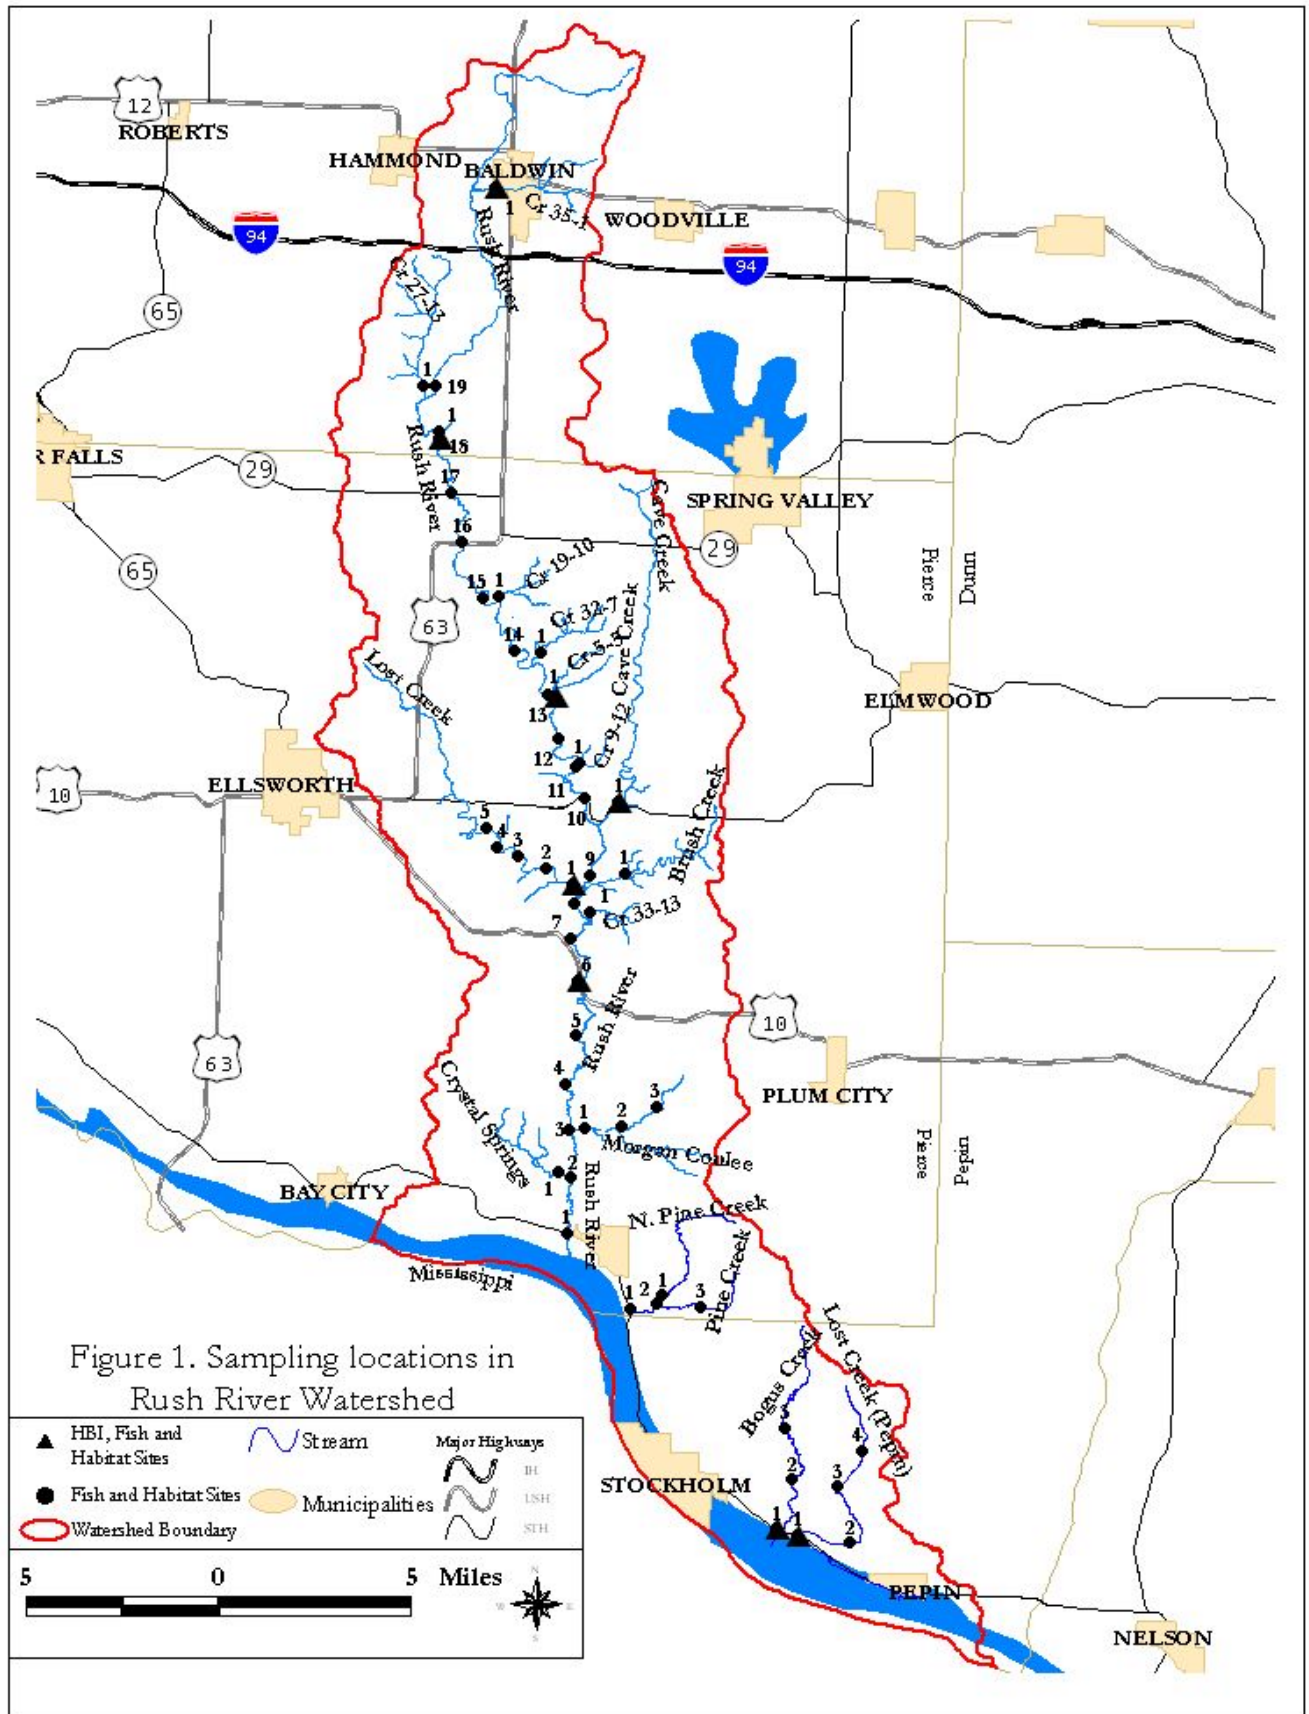 12
ROBERTS
HAMMOND
BALDWIN
1
Cr 35-1
WOODVILLE
94
Rush River
94
Cr 27-13
65
1
19
1
18
Rush River
R FALLS
29
Cave Creek
SPRING VALLEY
16
29
65
15
1
Cr 19-10
Pierce
Dunn
63
14
1
Cr 32-7
Cr 5-5
Lost Creek
1
13
Cave Creek
ELMWOOD
12
1
Cr 9-12
ELLSWORTH
10
11
1
10
Brush Creek
5
4
3
2
1
9
1
1
Cr 33-13
7
6
Rush River
10
5
63
4
Crystal Springs
3
PLUM CITY
3
1
2
Morgan Coulee
Pierce
Pepin
2
1
Rush River
BAY CITY
N. Pine Creek
1
Mississippi
1
2
1
3
Pine Creek
Lost Creek (Pepin)
Bogus Creek
4
2
3
STOCKHOLM
1
1
2
PEPIN
NELSON
Figure 1. Sampling locations in
Rush River Watershed
HBI, Fish and
Habitat Sites
Stream
Major Highways
IH
Fish and Habitat Sites
Municipalities
USH
Watershed Boundary
STH
5
0
5
Miles
N
W
E
S